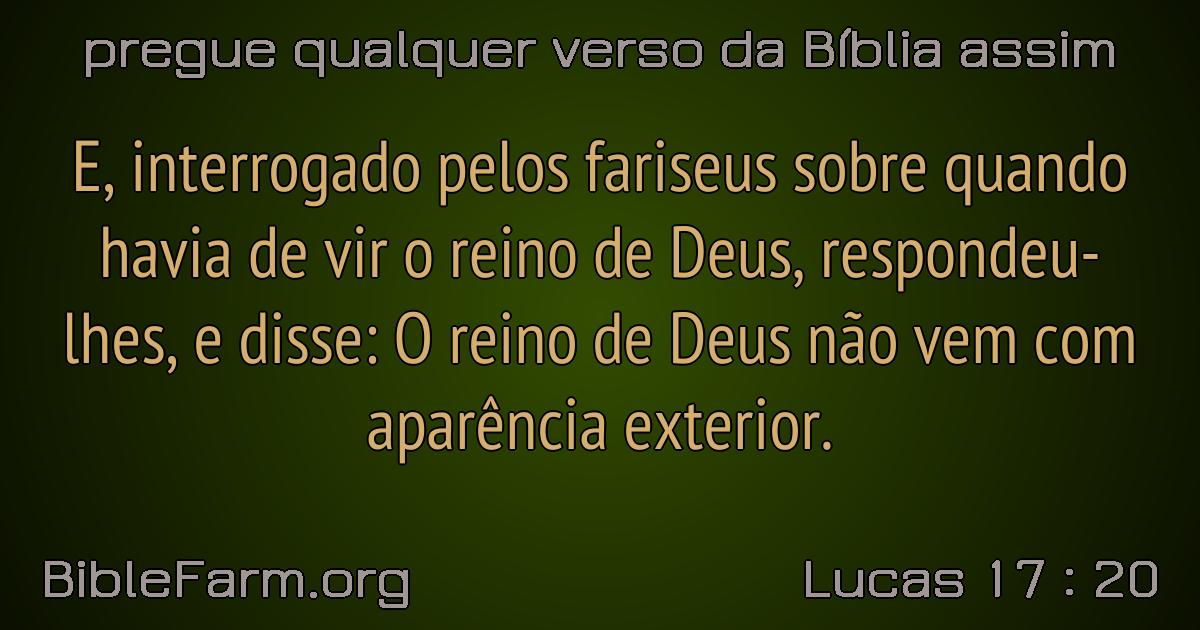 pregue qualquer verso da Bíblia assim
E, interrogado pelos fariseus sobre quando
havia de vir o reino de Deus, respondeu-
lhes, e disse: O reino de Deus não vem com
aparência exterior.
BibleFarm.org
Lucas 17 : 20